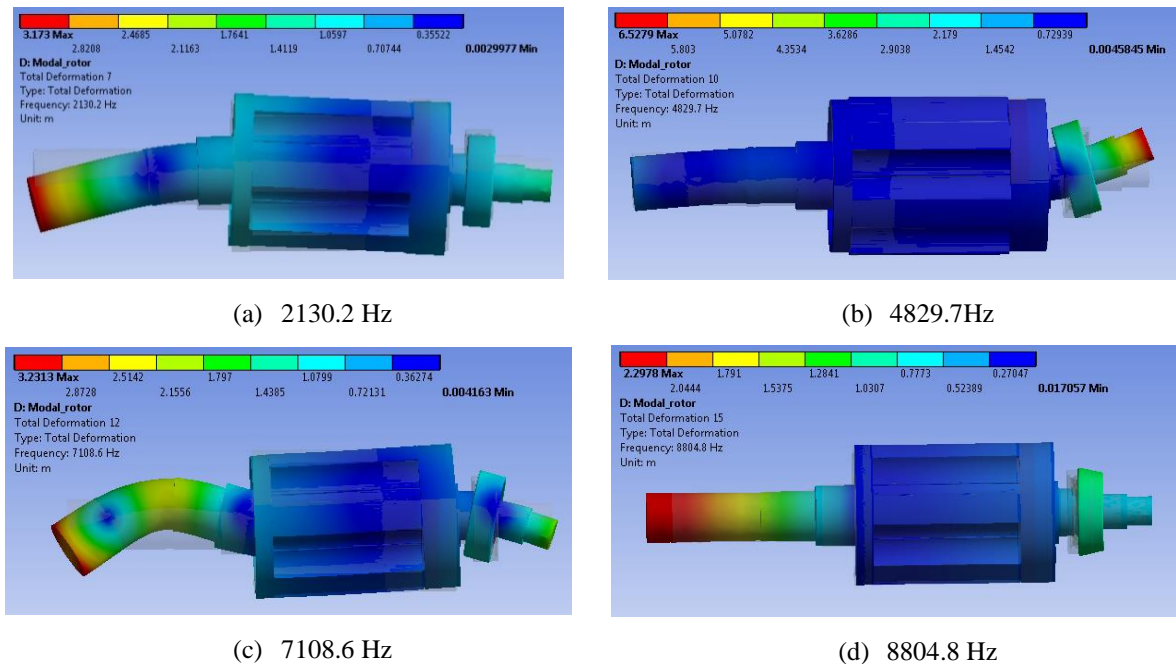 3.173 Max 2.4685 1.7641 1.0597 0.35522
2.8208 2.1163 1.4119 0.70744 0.0029977 Min
D: Modal_rotor
Total Deformation 7
Type: Total Deformation
Frequency: 2130.2 Hz
Unit: m
(a) 2130.2 Hz
6.5279 Max 5.0782 3.6286 2.179 0.72939
5.803 4.3534 2.9038 1.4542 0.0045845 Min
D: Modal_rotor
Total Deformation 10
Type: Total Deformation
Frequency: 4829.7 Hz
Unit: m
(b) 4829.7Hz
3.2313 Max 2.5142 1.797 1.0799 0.36274
2.8728 2.1556 1.4385 0.72131 0.004163 Min
D: Modal_rotor
Total Deformation 12
Type: Total Deformation
Frequency: 7108.6 Hz
Unit: m
(c) 7108.6 Hz
2.2978 Max 1.791 1.2841 0.7773 0.27047
2.0444 1.5375 1.0307 0.52389 0.017057 Min
D: Modal_rotor
Total Deformation 15
Type: Total Deformation
Frequency: 8804.8 Hz
Unit: m
(d) 8804.8 Hz